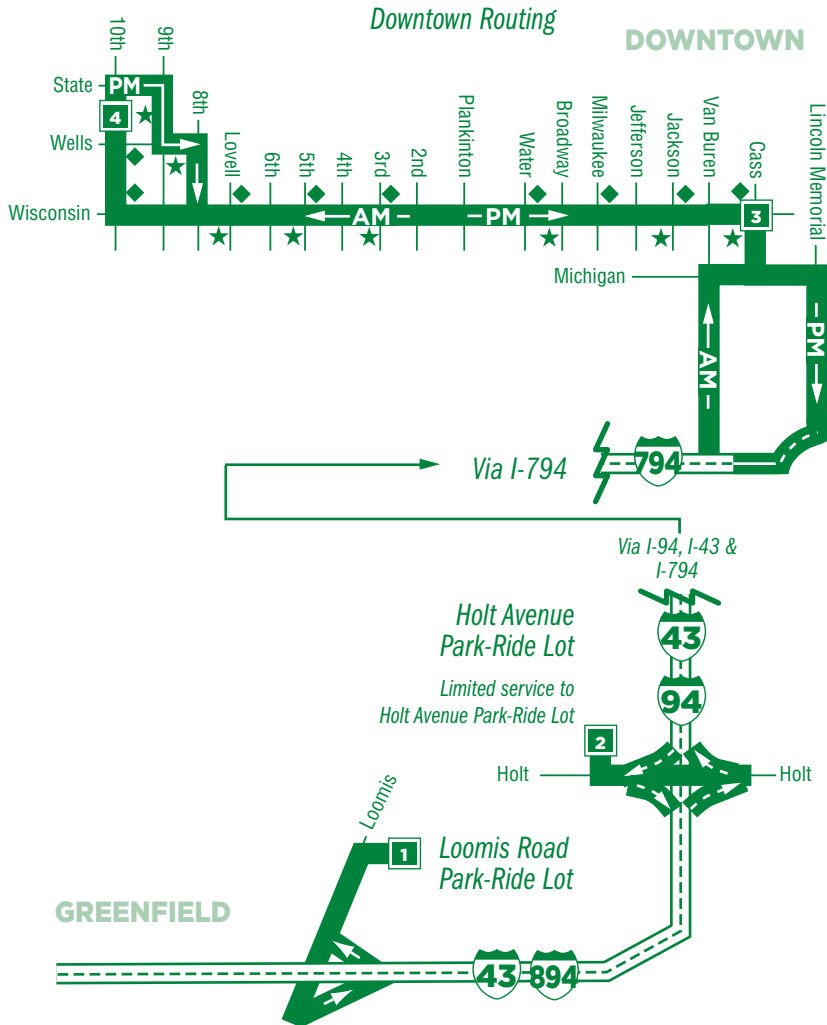 Downtown Routing
DOWNTOWN
10th
9th
8th
State
PM
4
Wells
Lovell
6th
5th
4th
3rd
2nd
Plankinton
Water
Broadway
Milwaukee
Jefferson
Jackson
Van Buren
Cass
Lincoln Memorial
Wisconsin
AM
PM
3
Michigan
AM
PM
Via I-794
794
Via I-94, I-43 &
I-794
Holt Avenue
Park-Ride Lot
43
Limited service to
Holt Avenue Park-Ride Lot
94
2
Holt
Holt
Loomis
1
Loomis Road
Park-Ride Lot
GREENFIELD
43
894